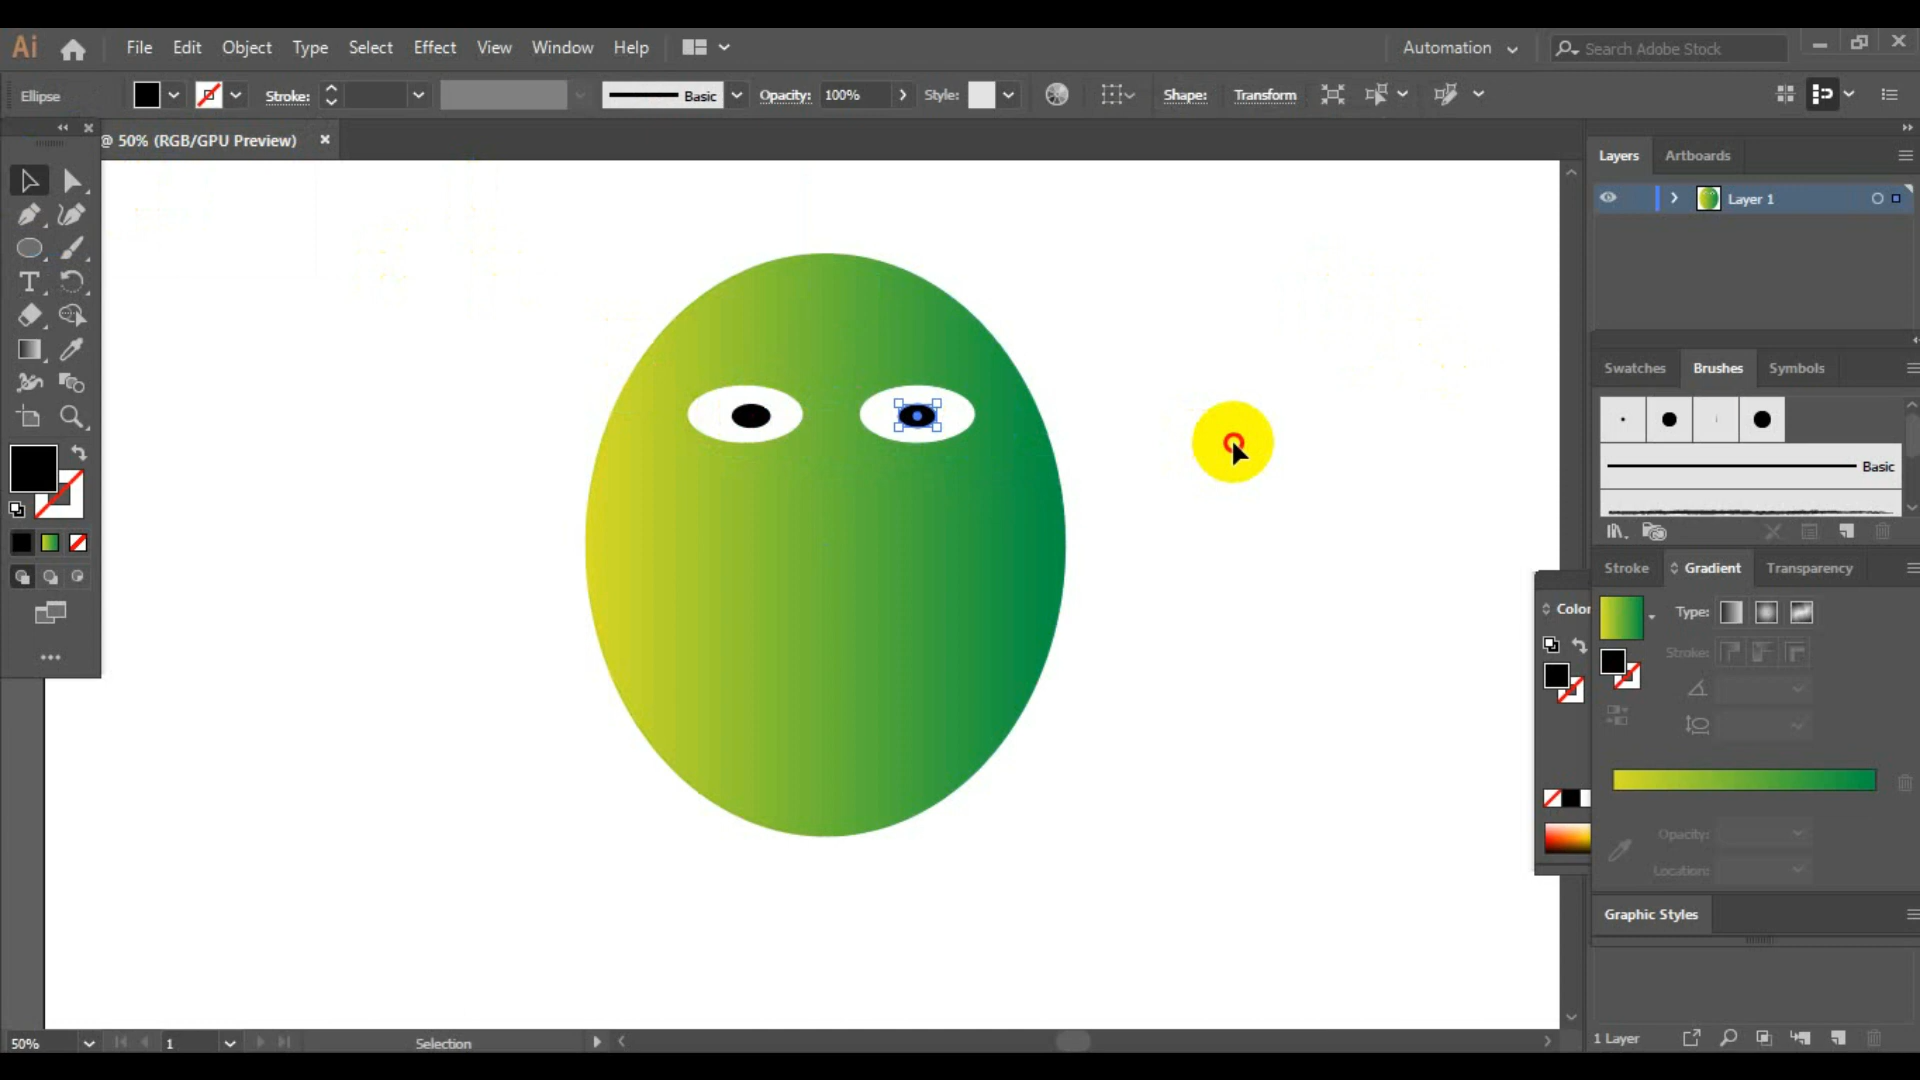 Ai File Edit Object Type Select Effect View Window Help Automation Search Adobe Stock
Ellipse Stroke: Basic Opacity: 100% Style: Shape: Transform
@ 50% (RGB/GPU Preview) ×
Layers Artboards
Layer 1
Swatches Brushes Symbols
Basic
Stroke Gradient Transparency
Color
Type:
Stroke:
Opacity:
Location:
Graphic Styles
1 Layer
50% 1 Selection